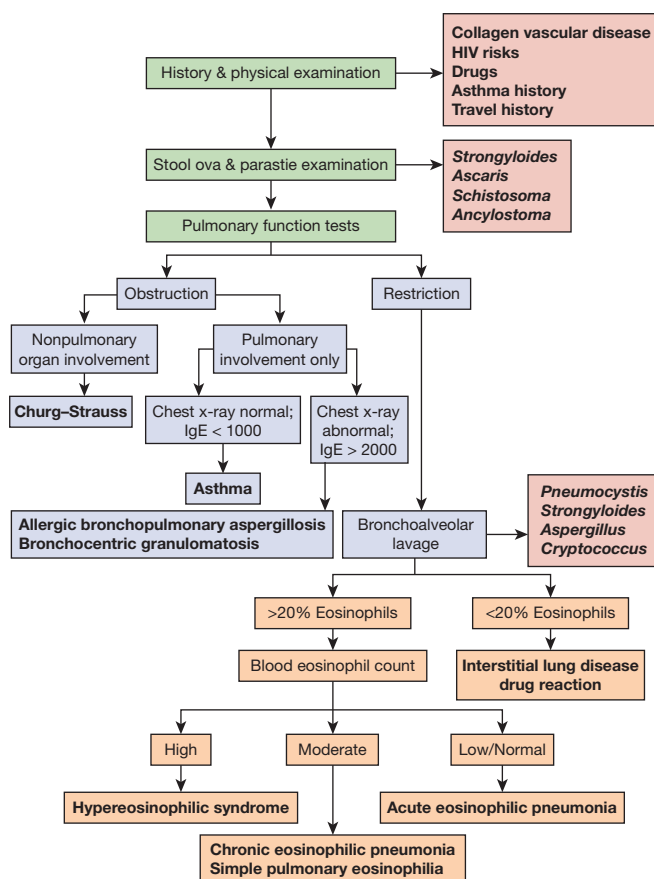 Collagen vascular disease
HIV risks
Drugs
Asthma history
Travel history
History & physical examination
Stool ova & parastie examination
Strongyloides
Ascaris
Schistosoma
Ancylostoma
Pulmonary function tests
Obstruction
Restriction
Nonpulmonary
organ involvement
Pulmonary
involvement only
Churg–Strauss
Chest x-ray normal;
IgE < 1000
Chest x-ray
abnormal;
IgE > 2000
Asthma
Allergic bronchopulmonary aspergillosis
Bronchocentric granulomatosis
Bronchoalveolar
lavage
Pneumocystis
Strongyloides
Aspergillus
Cryptococcus
>20% Eosinophils
<20% Eosinophils
Blood eosinophil count
Interstitial lung disease
drug reaction
High
Moderate
Low/Normal
Hypereosinophilic syndrome
Acute eosinophilic pneumonia
Chronic eosinophilic pneumonia
Simple pulmonary eosinophilia